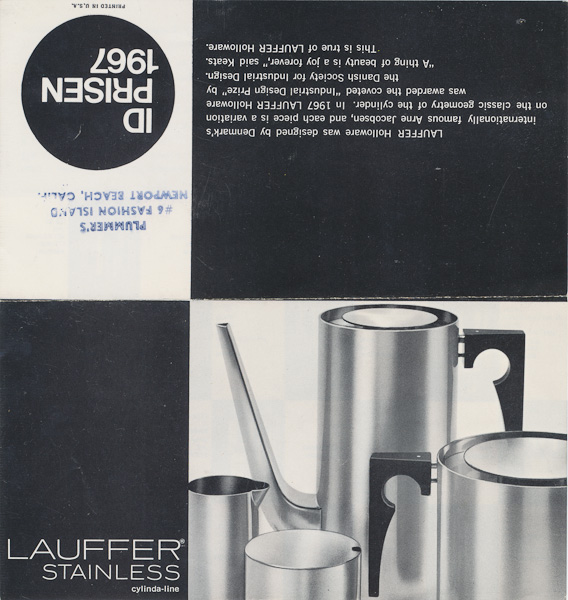 PRINTED IN U.S.A.
ID
PRISEN
1967
PLUMMER'S
#6 FASHION ISLAND
NEWPORT BEACH, CALIF.
LAUFFER Holloware was designed by Denmark's
internationally famous Arne Jacobsen, and each piece is a variation
on the classic geometry of the cylinder. In 1967 LAUFFER Holloware
was awarded the coveted "Industrial Design Prize" by
the Danish Society for Industrial Design.
"A thing of beauty is a joy forever," said Keats.
This is true of LAUFFER Holloware.
LAUFFER®
STAINLESS
cylinda-line